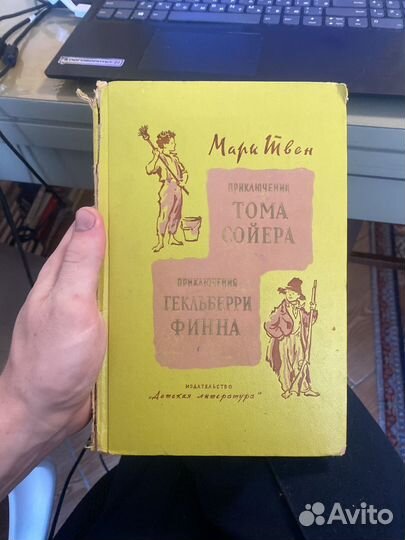 Марк Твен
ПРИКЛЮЧЕНИЯ
ТОМА
СОЙЕРА
ПРИКЛЮЧЕНИЯ
ГЕКЛЬБЕРРИ
ФИННА
ИЗДАТЕЛЬСТВО
„Детская литература“
Avito